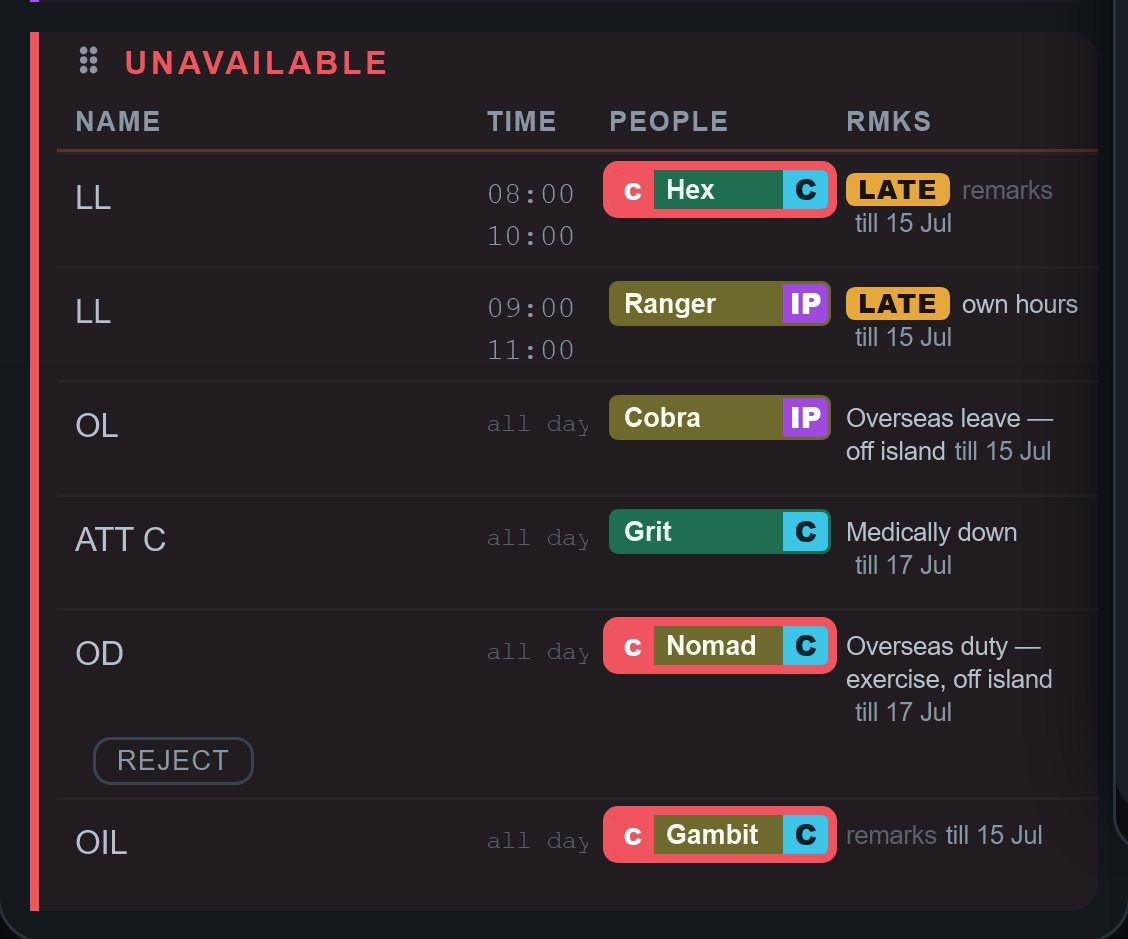 UNAVAILABLE
NAME TIME PEOPLE RMKS
LL 08:00 10:00 c Hex C LATE remarks
till 15 Jul
LL 09:00 11:00 Ranger IP LATE own hours
till 15 Jul
OL all day Cobra IP Overseas leave —
off island till 15 Jul
ATT C all day Grit C Medically down
till 17 Jul
OD all day c Nomad C Overseas duty —
exercise, off island
till 17 Jul
REJECT
OIL all day c Gambit C remarks till 15 Jul